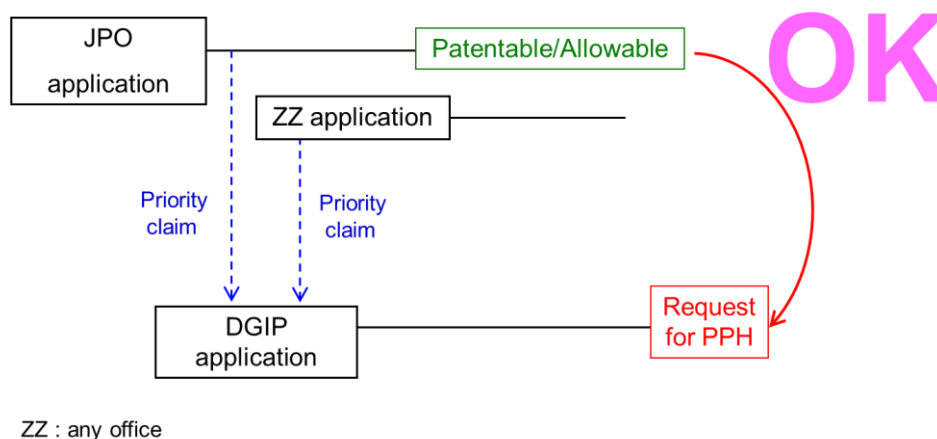 JPO
application
Patentable/Allowable
OK
ZZ application
Priority
claim
Priority
claim
DGIP
application
Request
for PPH
ZZ : any office